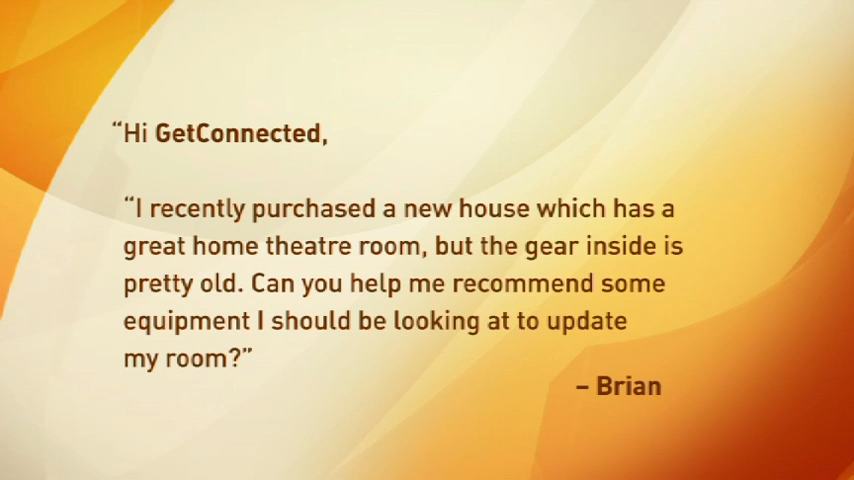 “Hi GetConnected,
“I recently purchased a new house which has a
great home theatre room, but the gear inside is
pretty old. Can you help me recommend some
equipment I should be looking at to update
my room?”
– Brian